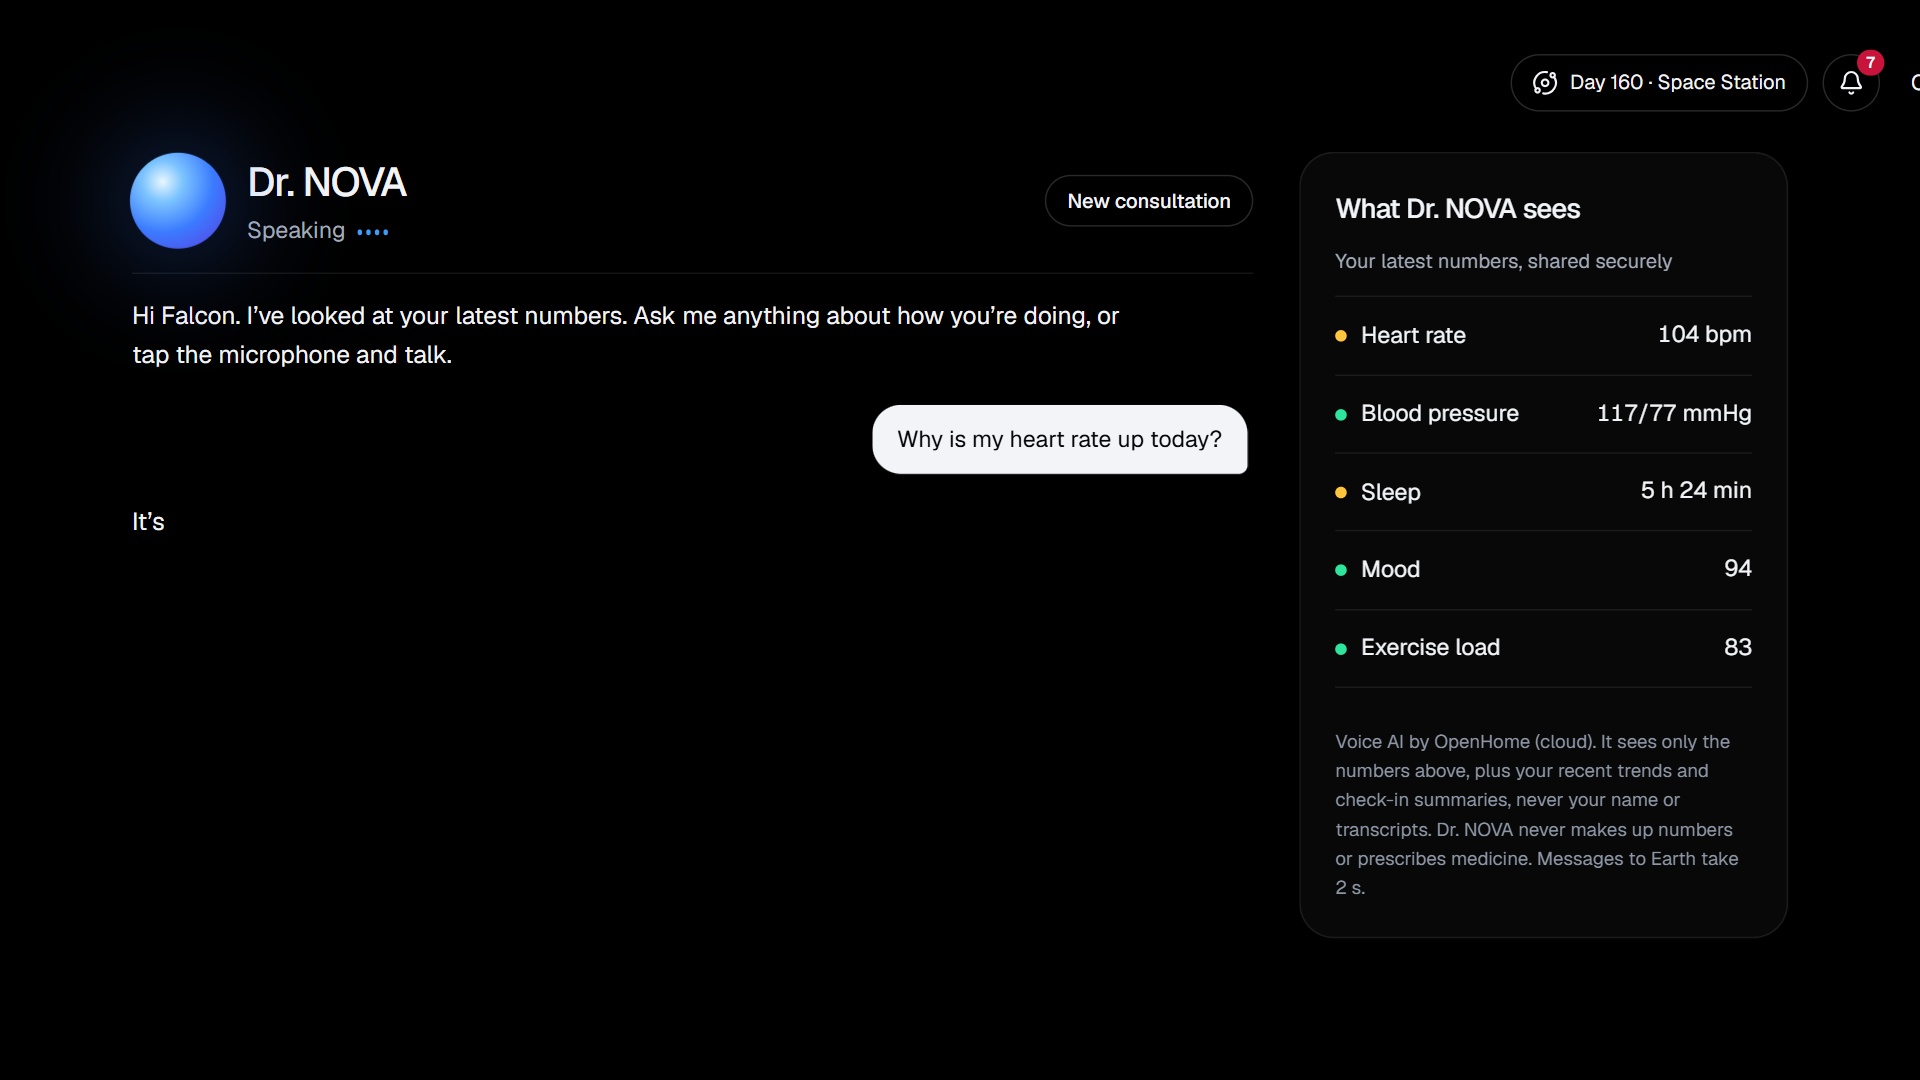 Day 160 · Space Station
7
Dr. NOVA
Speaking
New consultation
Hi Falcon. I’ve looked at your latest numbers. Ask me anything about how you’re doing, or
tap the microphone and talk.
Why is my heart rate up today?
It’s
What Dr. NOVA sees
Your latest numbers, shared securely
Heart rate 104 bpm
Blood pressure 117/77 mmHg
Sleep 5 h 24 min
Mood 94
Exercise load 83
Voice AI by OpenHome (cloud). It sees only the
numbers above, plus your recent trends and
check-in summaries, never your name or
transcripts. Dr. NOVA never makes up numbers
or prescribes medicine. Messages to Earth take
2 s.